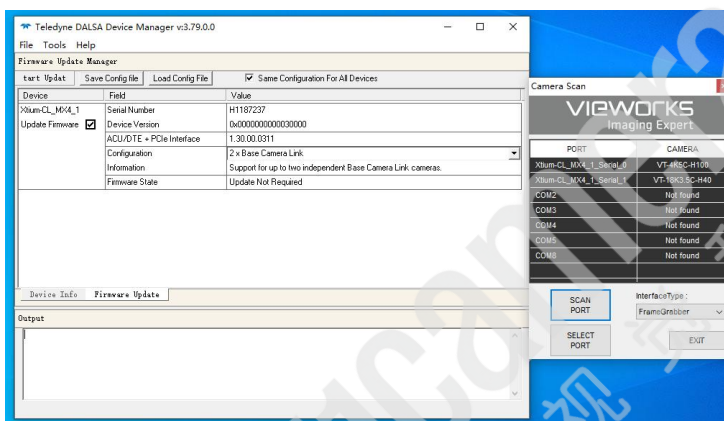 Teledyne DALSA Device Manager v:3.79.0.0
File Tools Help
Firmware Update Manager
tart Updat Save Config file Load Config File Same Configuration For All Devices
Device Field Value
Xtium-CL_MX4_1 Serial Number H1187237
Update Firmware Device Version 0x0000000000030000
ACU/DTE + PCIe Interface 1.30.00.0311
Configuration 2 x Base Camera Link
Information Support for up to two independent Base Camera Link cameras.
Firmware State Update Not Required
Device Info Firmware Update
Output
Camera Scan
VIEWORKS
Imaging Expert
PORT CAMERA
Xtium-CL_MX4_1_Serial_0 VT-4K5C-H100
Xtium-CL_MX4_1_Serial_1 VT-18K3.5C-H40
COM2 Not found
COM3 Not found
COM4 Not found
COM5 Not found
COM8 Not found
SCAN PORT
InterfaceType :
FrameGrabber
SELECT PORT
EXIT